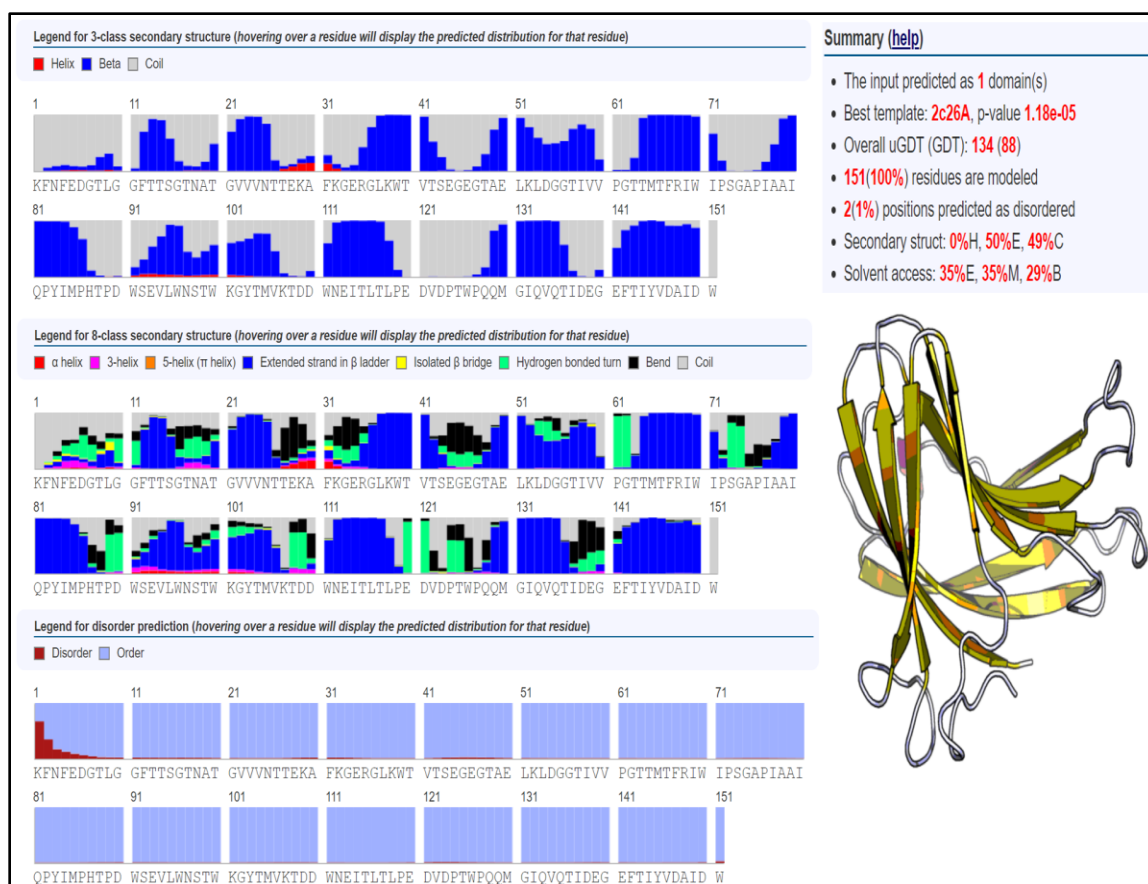 Legend for 3-class secondary structure (hovering over a residue will display the predicted distribution for that residue)
Helix Beta Coil
1 11 21 31 41 51 61 71
KFNFEDGTLG GFTTSGTNAT GVVVNTTEKA FKGERGLKWT VTSEGEGTAE LKLDGGTIVV PGTTMTFRIW IPSGAPIAAI
81 91 101 111 121 131 141 151
QPYIMPHTPD WSEVLWNSTW KGYTMVKTDD WNEITLTLPE DVDPTWPQQM GIQVQTIDEG EFTIYVDAID W
Legend for 8-class secondary structure (hovering over a residue will display the predicted distribution for that residue)
α helix 3-helix 5-helix (π helix) Extended strand in β ladder Isolated β bridge Hydrogen bonded turn Bend Coil
1 11 21 31 41 51 61 71
KFNFEDGTLG GFTTSGTNAT GVVVNTTEKA FKGERGLKWT VTSEGEGTAE LKLDGGTIVV PGTTMTFRIW IPSGAPIAAI
81 91 101 111 121 131 141 151
QPYIMPHTPD WSEVLWNSTW KGYTMVKTDD WNEITLTLPE DVDPTWPQQM GIQVQTIDEG EFTIYVDAID W
Legend for disorder prediction (hovering over a residue will display the predicted distribution for that residue)
Disorder Order
1 11 21 31 41 51 61 71
KFNFEDGTLG GFTTSGTNAT GVVVNTTEKA FKGERGLKWT VTSEGEGTAE LKLDGGTIVV PGTTMTFRIW IPSGAPIAAI
81 91 101 111 121 131 141 151
QPYIMPHTPD WSEVLWNSTW KGYTMVKTDD WNEITLTLPE DVDPTWPQQM GIQVQTIDEG EFTIYVDAID W
Summary (help)
• The input predicted as 1 domain(s)
• Best template: 2c26A, p-value 1.18e-05
• Overall uGDT (GDT): 134 (88)
• 151(100%) residues are modeled
• 2(1%) positions predicted as disordered
• Secondary struct: 0%H, 50%E, 49%C
• Solvent access: 35%E, 35%M, 29%B